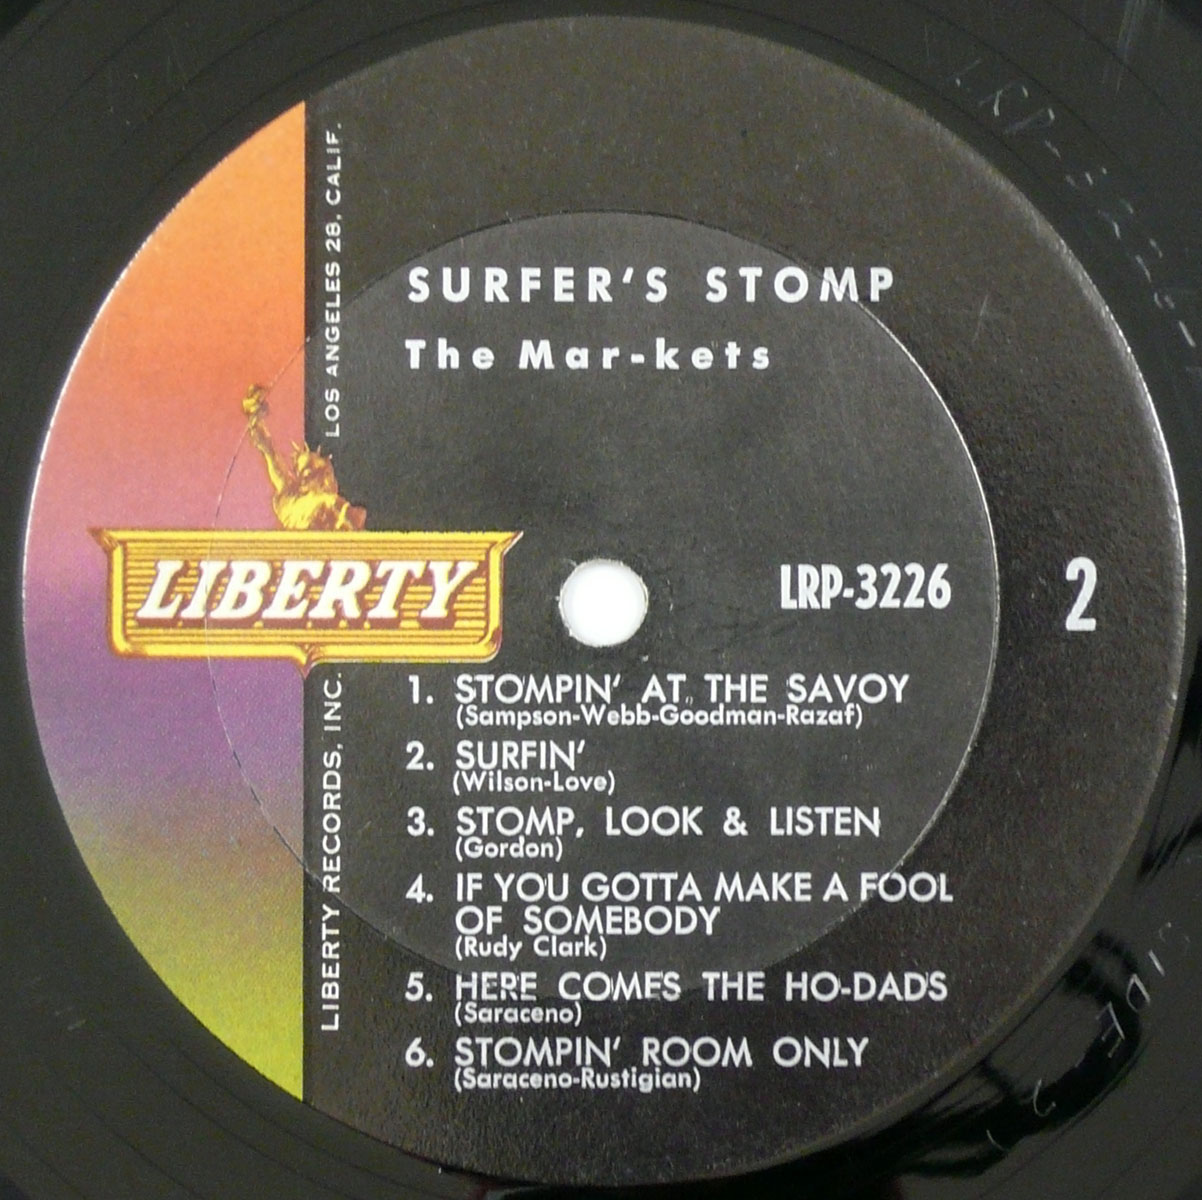 SURFER'S STOMP
The Mar-kets
LOS ANGELES 28, CALIF.
LIBERTY
LIBERTY RECORDS, INC.
LRP-3226
2
1. STOMPIN' AT THE SAVOY
(Sampson-Webb-Goodman-Razaf)
2. SURFIN'
(Wilson-Love)
3. STOMP, LOOK & LISTEN
(Gordon)
4. IF YOU GOTTA MAKE A FOOL
OF SOMEBODY
(Rudy Clark)
5. HERE COMES THE HO-DADS
(Saraceno)
6. STOMPIN' ROOM ONLY
(Saraceno-Rustigian)
SIDE 2